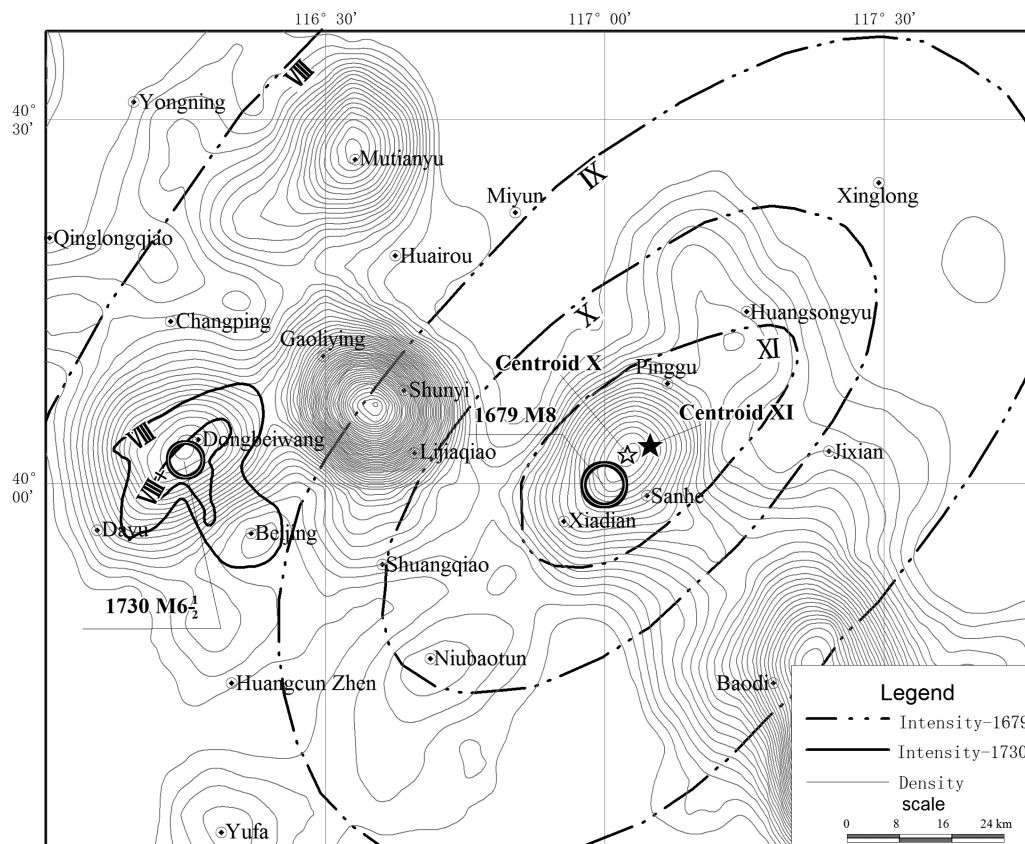 116° 30'
117° 00'
117° 30'
40°
30'
Ⅷ
Yongning
Mutianyu
Ⅸ
Miyun
Xinglong
Qinglongqiao
Huairou
Changping
Gaoliying
Ⅹ
Huangsongyu
Ⅺ
Centroid X
Pinggu
Shunyi
1679 M8
Centroid XI
Ⅷ
Dongbeiwang
Lijiaqiao
Jixian
40°
00'
Ⅷ+
Sanhe
Xiadian
Dayu
Beijing
Shuangqiao
1730 M6-½
Niubaotun
Huangcun Zhen
Baodi
Legend
Intensity-1679
Intensity-1730
Density
scale
0 8 16 24 km
Yufa